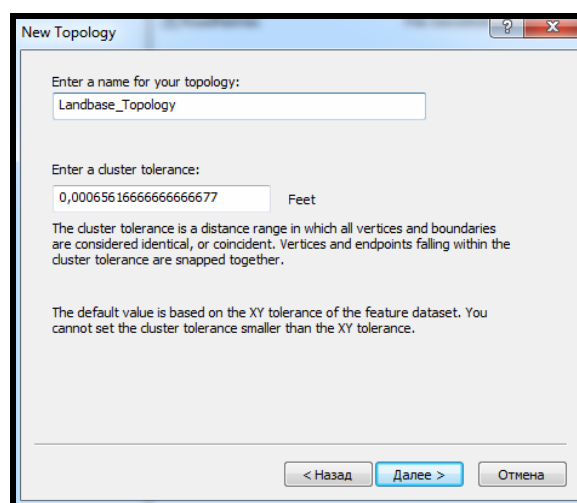 New Topology
Enter a name for your topology:
Landbase_Topology
Enter a cluster tolerance:
0,00065616666666666677 Feet
The cluster tolerance is a distance range in which all vertices and boundaries
are considered identical, or coincident. Vertices and endpoints falling within the
cluster tolerance are snapped together.
The default value is based on the XY tolerance of the feature dataset. You
cannot set the cluster tolerance smaller than the XY tolerance.
< Назад Далее > Отмена